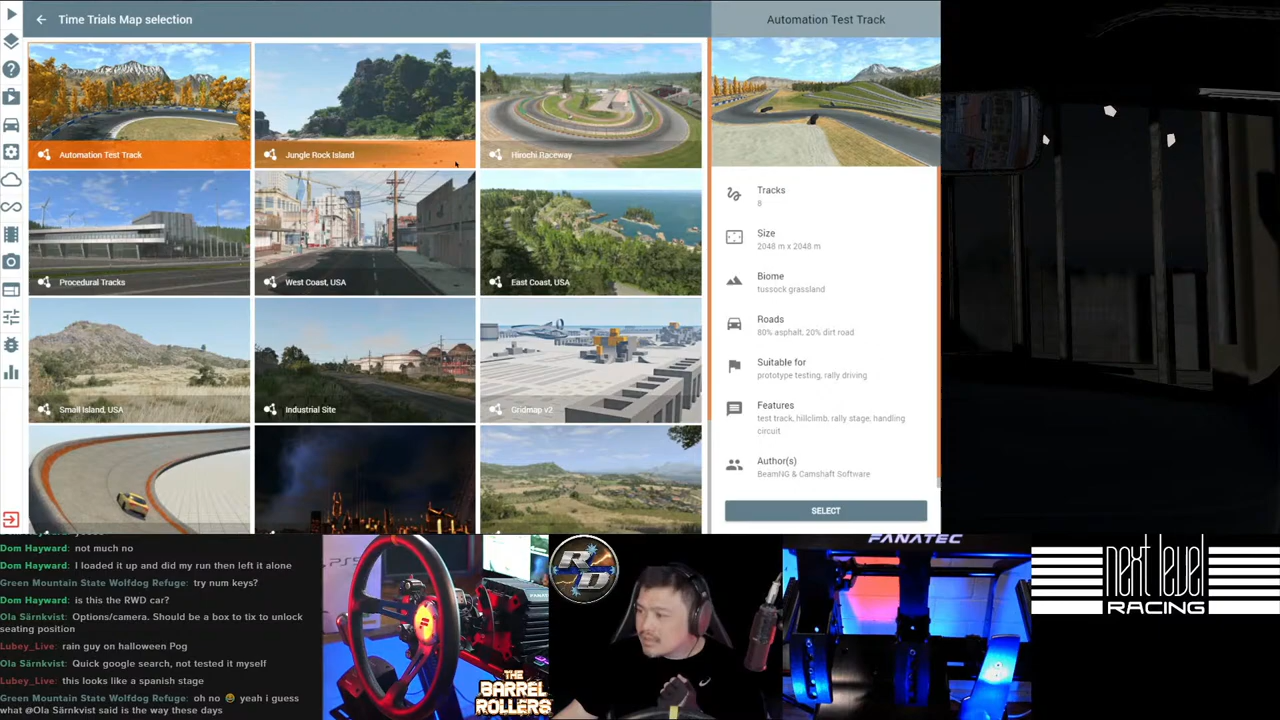 Time Trials Map selection
Automation Test Track
Automation Test Track
Jungle Rock Island
Hirochi Raceway
Procedural Tracks
West Coast, USA
East Coast, USA
Small Island, USA
Industrial Site
Gridmap v2
Tracks
8
Size
2048 m x 2048 m
Biome
tussock grassland
Roads
80% asphalt, 20% dirt road
Suitable for
prototype testing, rally driving
Features
test track, hillclimb, rally stage, handling
circuit
Author(s)
BeamNG & Camshaft Software
SELECT
Dom Hayward: not much no
Dom Hayward: I loaded it up and did my run then left it alone
Green Mountain State Wolfdog Refuge: try num keys?
Dom Hayward: is this the RWD car?
Ola Särnkvist: Options/camera. Should be a box to tix to unlock
seating position
Lubey_Live: rain guy on halloween Pog
Ola Särnkvist: Quick google search, not tested it myself
Lubey_Live: this looks like a spanish stage
Green Mountain State Wolfdog Refuge: oh no 😅 yeah i guess
what @Ola Särnkvist said is the way these days
PS5
RD
THE
BARREL
ROLLERS
FANATEC
next level
RACING